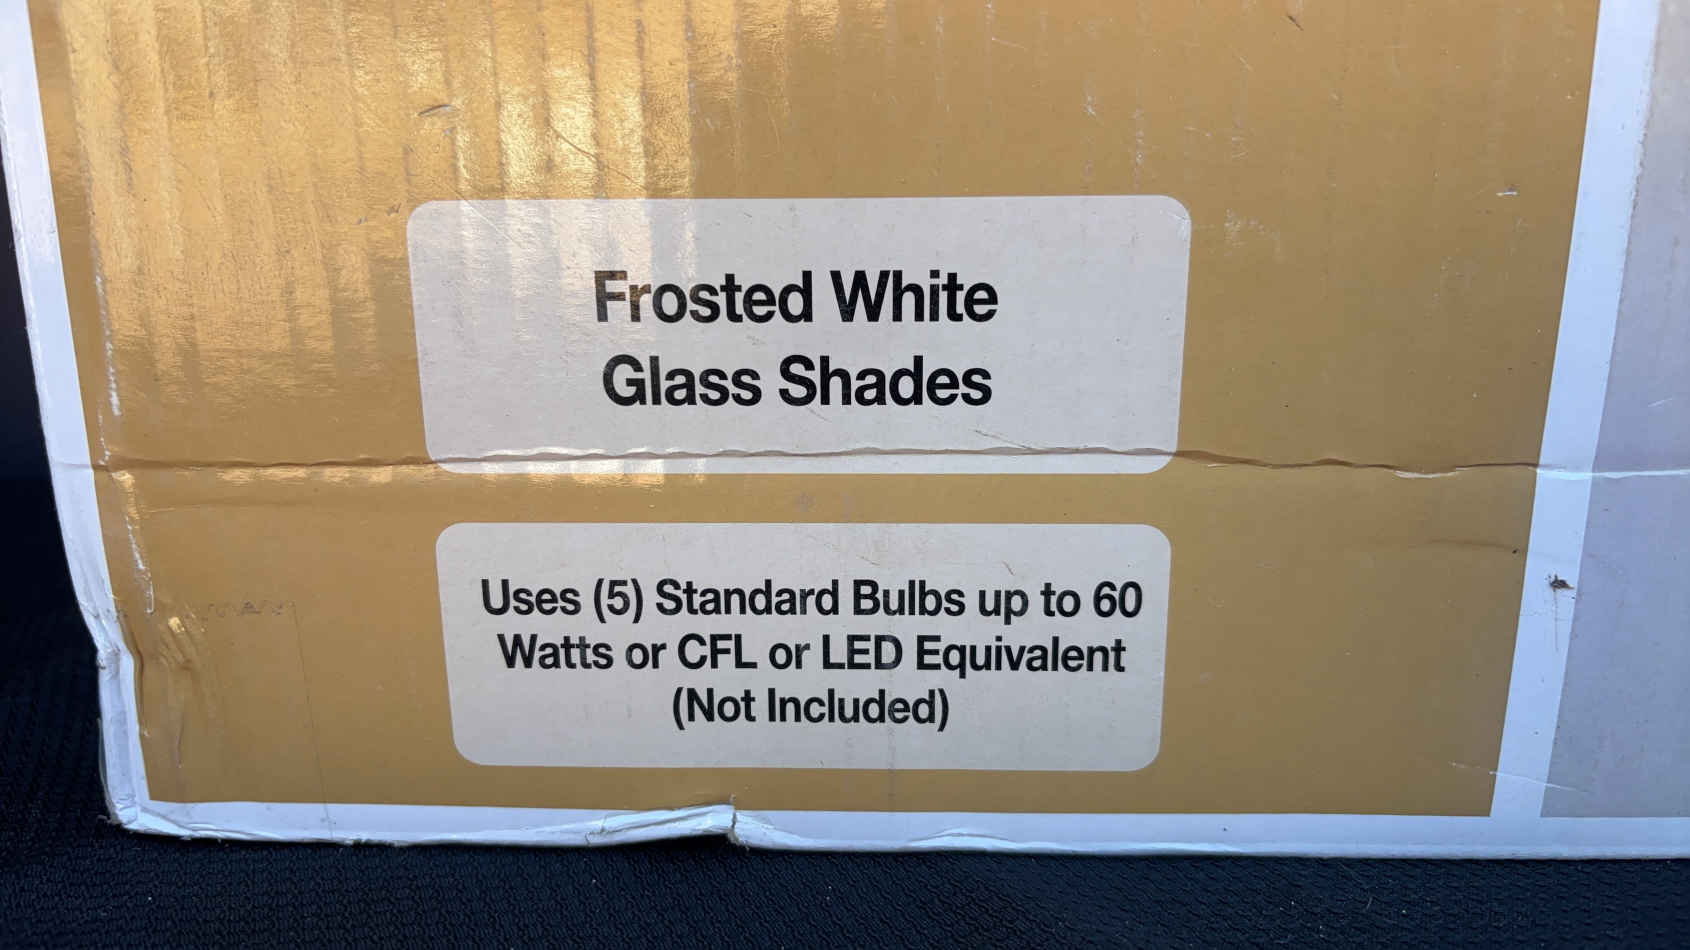 Frosted White
Glass Shades
Uses (5) Standard Bulbs up to 60
Watts or CFL or LED Equivalent
(Not Included)